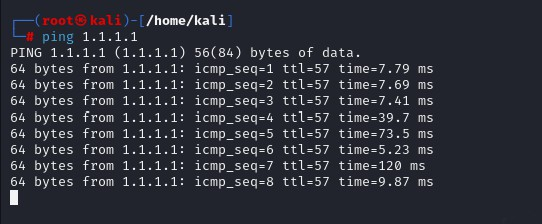 ┌──(root㉿kali)-[/home/kali]
└─# ping 1.1.1.1
PING 1.1.1.1 (1.1.1.1) 56(84) bytes of data.
64 bytes from 1.1.1.1: icmp_seq=1 ttl=57 time=7.79 ms
64 bytes from 1.1.1.1: icmp_seq=2 ttl=57 time=7.69 ms
64 bytes from 1.1.1.1: icmp_seq=3 ttl=57 time=7.41 ms
64 bytes from 1.1.1.1: icmp_seq=4 ttl=57 time=39.7 ms
64 bytes from 1.1.1.1: icmp_seq=5 ttl=57 time=73.5 ms
64 bytes from 1.1.1.1: icmp_seq=6 ttl=57 time=5.23 ms
64 bytes from 1.1.1.1: icmp_seq=7 ttl=57 time=120 ms
64 bytes from 1.1.1.1: icmp_seq=8 ttl=57 time=9.87 ms